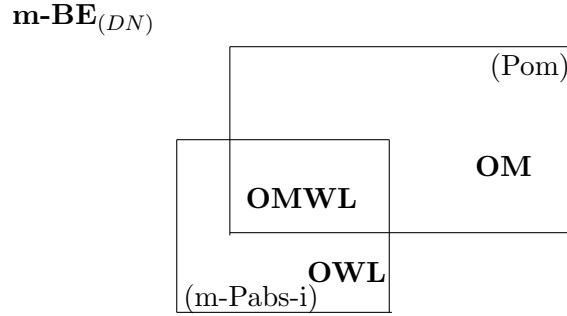 m-BE(DN)
(Pom)
OM
OMWL
OWL
(m-Pabs-i)